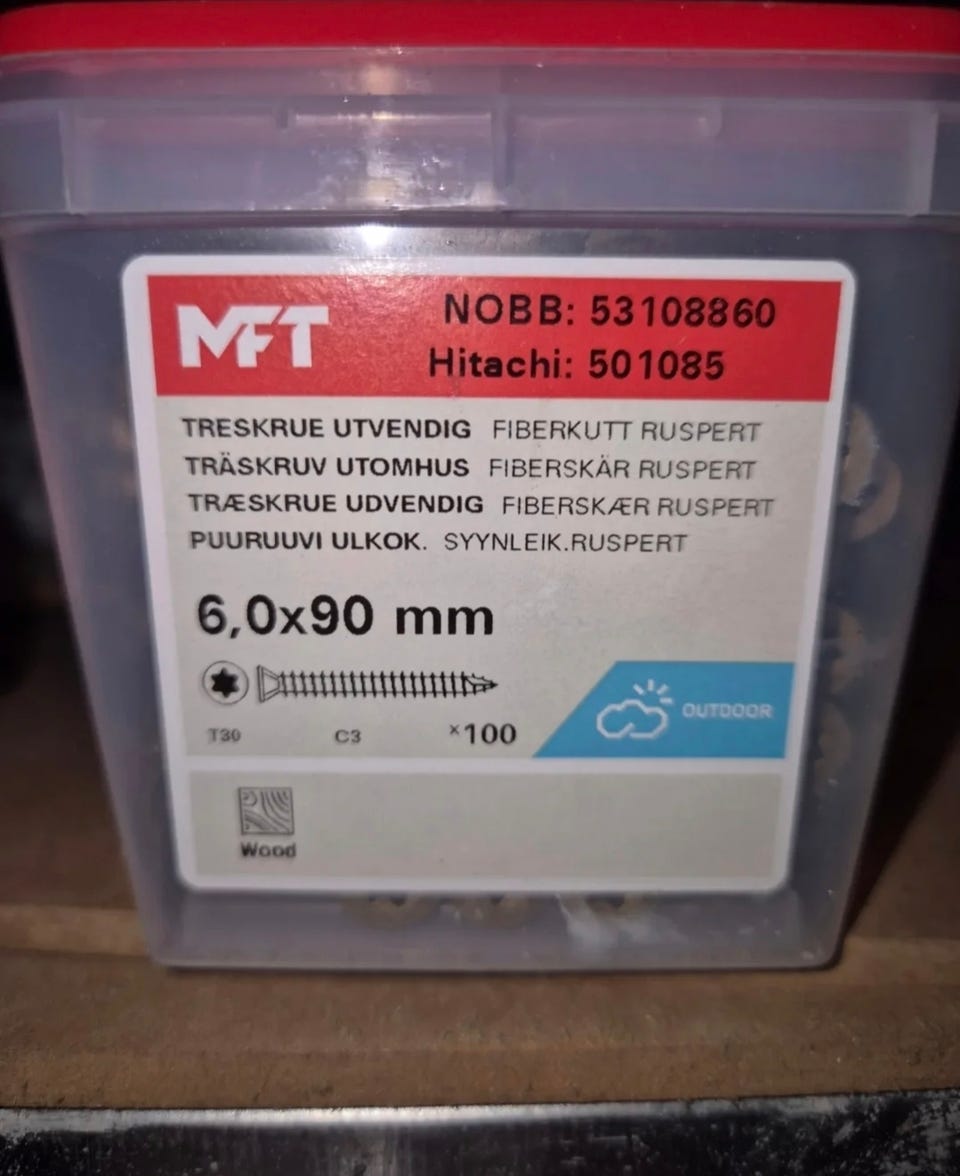 MFT
NOBB: 53108860
Hitachi: 501085
TRESKRUE UTVENDIG FIBERKUTT RUSPERT
TRÄSKRUV UTOMHUS FIBERSKÄR RUSPERT
TRÆSKRUE UDVENDIG FIBERSKÆR RUSPERT
PUURUUVI ULKOK. SYYNLEIK.RUSPERT
6,0x90 mm
T30 C3 x100
OUTDOOR
Wood